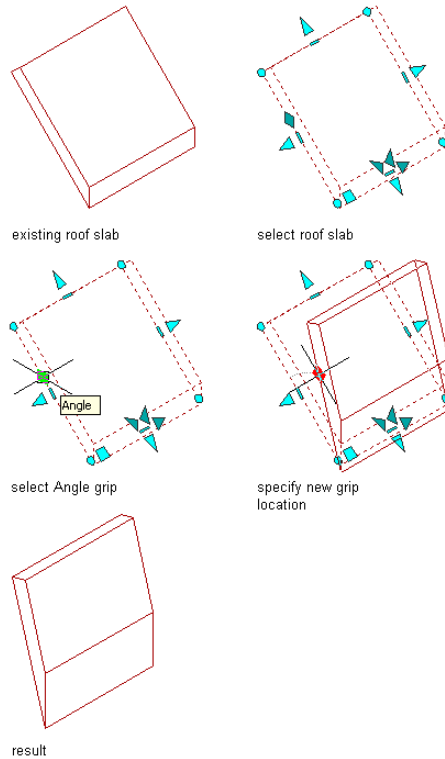 existing roof slab
select roof slab
Angle
select Angle grip
specify new grip
location
result